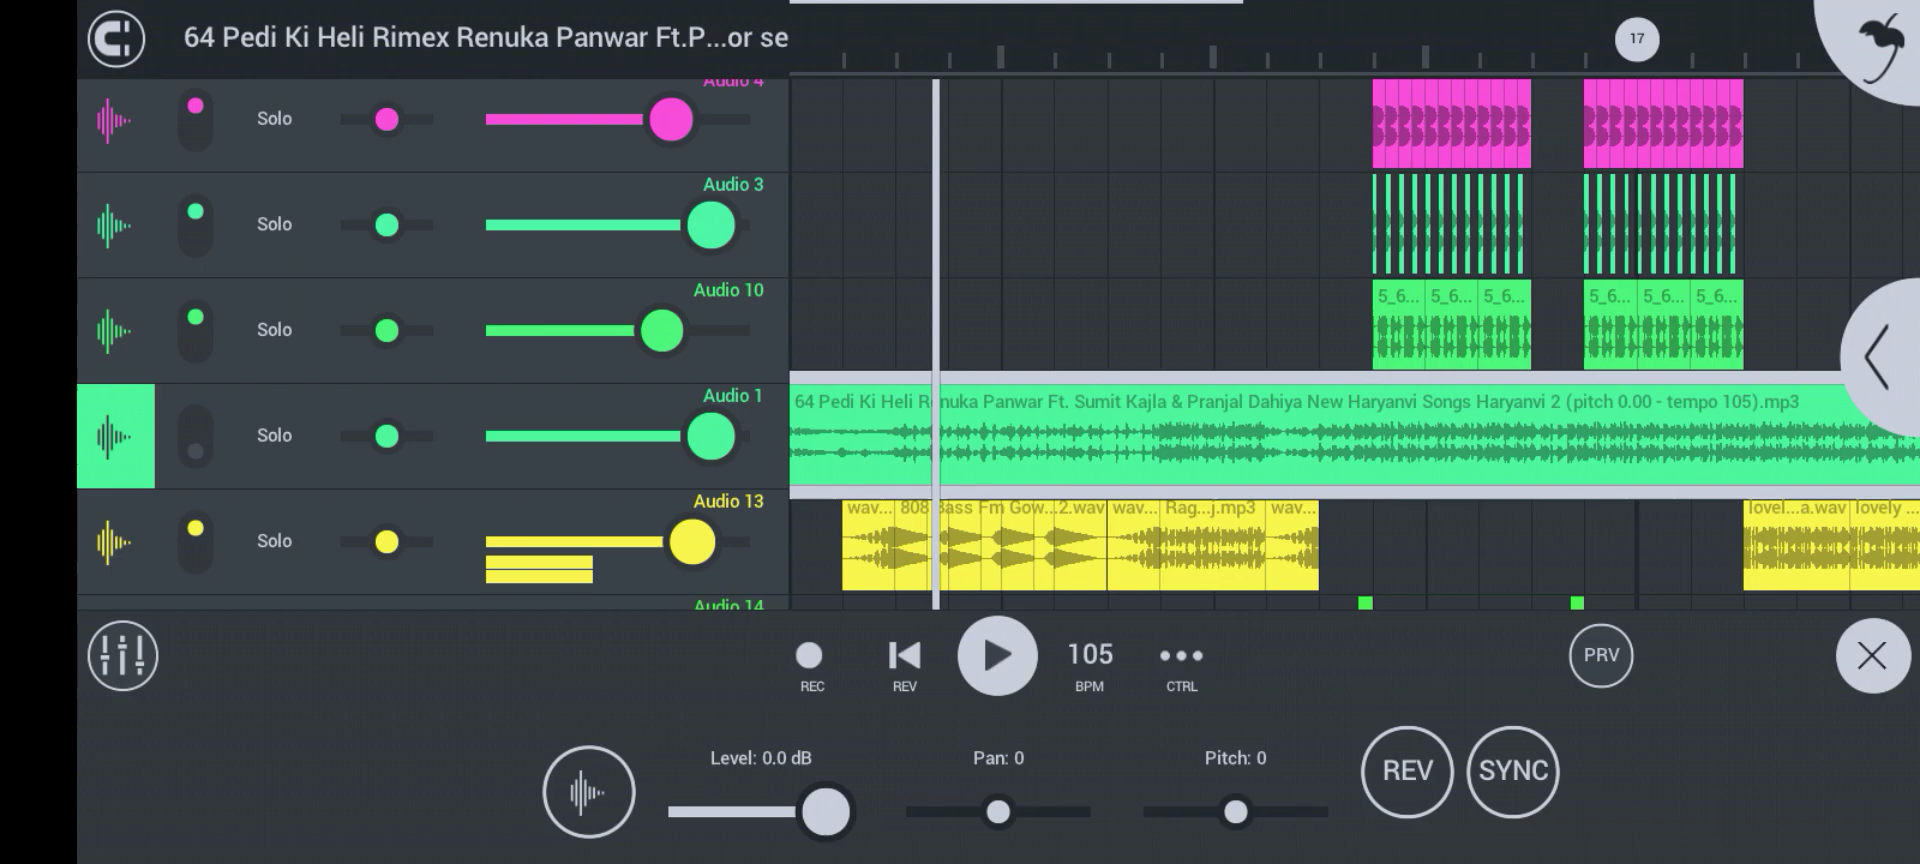 64 Pedi Ki Heli Rimex Renuka Panwar Ft.P...or se
17
Audio 4
Solo
Audio 3
Solo
Audio 10
Solo
5_6... 5_6... 5_6... 5_6... 5_6... 5_6...
Audio 1
Solo
64 Pedi Ki Heli Renuka Panwar Ft. Sumit Kajla & Pranjal Dahiya New Haryanvi Songs Haryanvi 2 (pitch 0.00 - tempo 105).mp3
Audio 13
Solo
wav... 808 Bass Fm Gow...2.wav wav... Rag...j.mp3 wav... lovel...a.wav lovely ...
Audio 14
REC
REV
105
BPM
CTRL
PRV
Level: 0.0 dB
Pan: 0
Pitch: 0
REV
SYNC